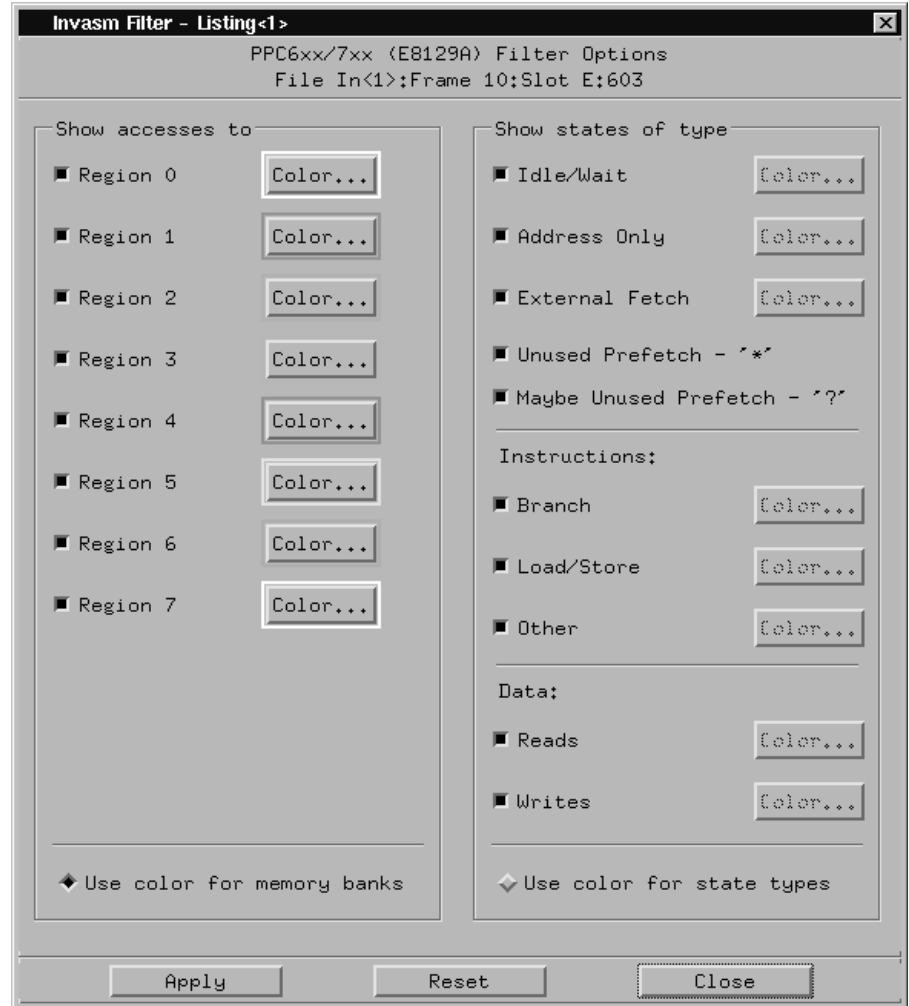 Invasm Filter - Listing<1>
PPC6xx/7xx (E8129A) Filter Options
File In<1>:Frame 10:Slot E:603
Show accesses to
Region 0 Color...
Region 1 Color...
Region 2 Color...
Region 3 Color...
Region 4 Color...
Region 5 Color...
Region 6 Color...
Region 7 Color...
Use color for memory banks
Show states of type
Idle/Wait Color...
Address Only Color...
External Fetch Color...
Unused Prefetch - '*'
Maybe Unused Prefetch - '?'
Instructions:
Branch Color...
Load/Store Color...
Other Color...
Data:
Reads Color...
Writes Color...
Use color for state types
Apply Reset Close